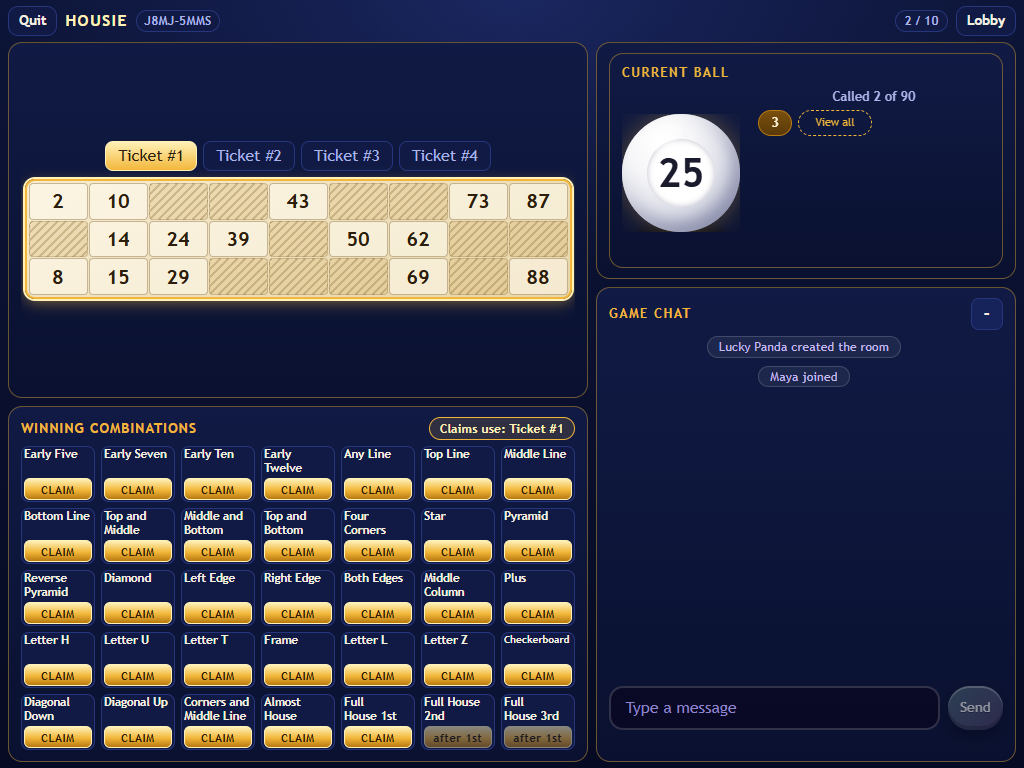 Quit HOUSIE J8MJ-5MMS 2 / 10 Lobby
Ticket #1 Ticket #2 Ticket #3 Ticket #4
2 10 43 73 87
14 24 39 50 62
8 15 29 69 88
CURRENT BALL
Called 2 of 90
3 View all
25
WINNING COMBINATIONS Claims use: Ticket #1
Early Five
CLAIM
Early Seven
CLAIM
Early Ten
CLAIM
Early
Twelve
CLAIM
Any Line
CLAIM
Top Line
CLAIM
Middle Line
CLAIM
Bottom Line
CLAIM
Top and
Middle
CLAIM
Middle and
Bottom
CLAIM
Top and
Bottom
CLAIM
Four
Corners
CLAIM
Star
CLAIM
Pyramid
CLAIM
Reverse
Pyramid
CLAIM
Diamond
CLAIM
Left Edge
CLAIM
Right Edge
CLAIM
Both Edges
CLAIM
Middle
Column
CLAIM
Plus
CLAIM
Letter H
CLAIM
Letter U
CLAIM
Letter T
CLAIM
Frame
CLAIM
Letter L
CLAIM
Letter Z
CLAIM
Checkerboard
CLAIM
Diagonal
Down
CLAIM
Diagonal Up
CLAIM
Corners and
Middle Line
CLAIM
Almost
House
CLAIM
Full
House 1st
CLAIM
Full House
2nd
after 1st
Full
House 3rd
after 1st
GAME CHAT -
Lucky Panda created the room
Maya joined
Type a message Send